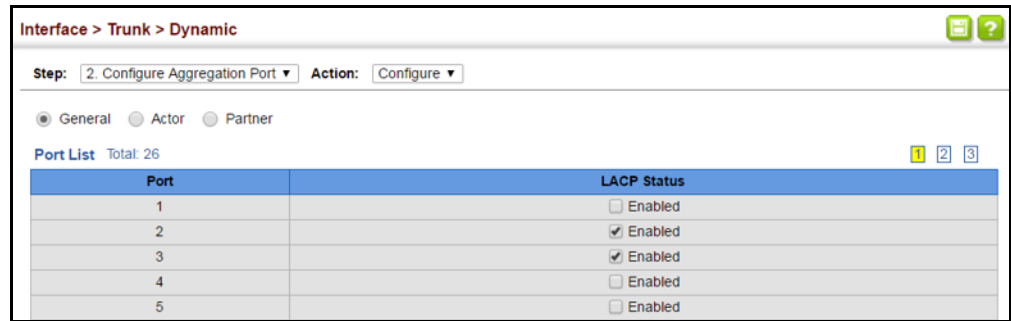 Interface > Trunk > Dynamic
?
Step: 2. Configure Aggregation Port ▼ Action: Configure ▼
General Actor Partner
Port List Total: 26 1 2 3
Port LACP Status
1 Enabled
2 Enabled
3 Enabled
4 Enabled
5 Enabled